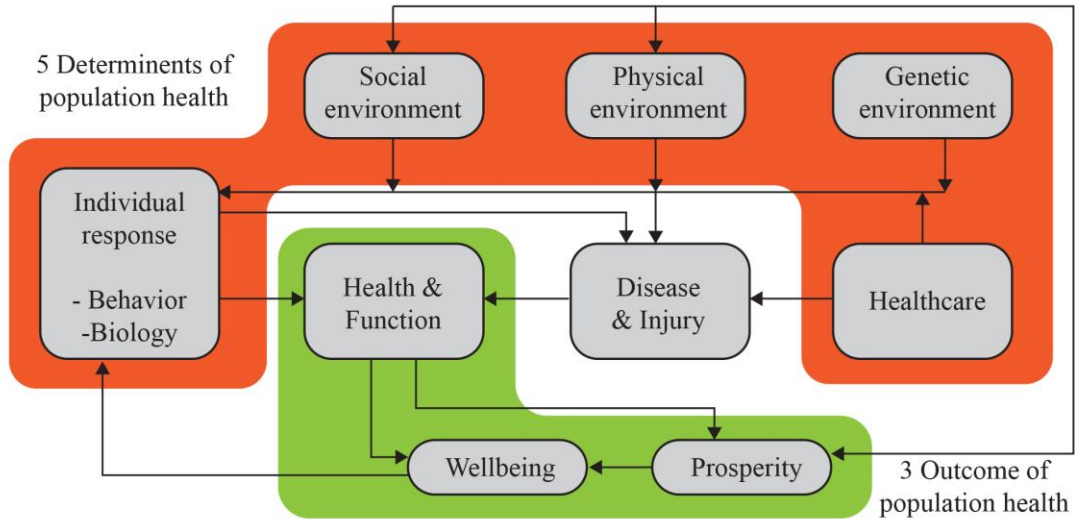 5 Determinents of
population health
Social
environment
Physical
environment
Genetic
environment
Individual
response
- Behavior
-Biology
Health &
Function
Disease
& Injury
Healthcare
Wellbeing
Prosperity
3 Outcome of
population health